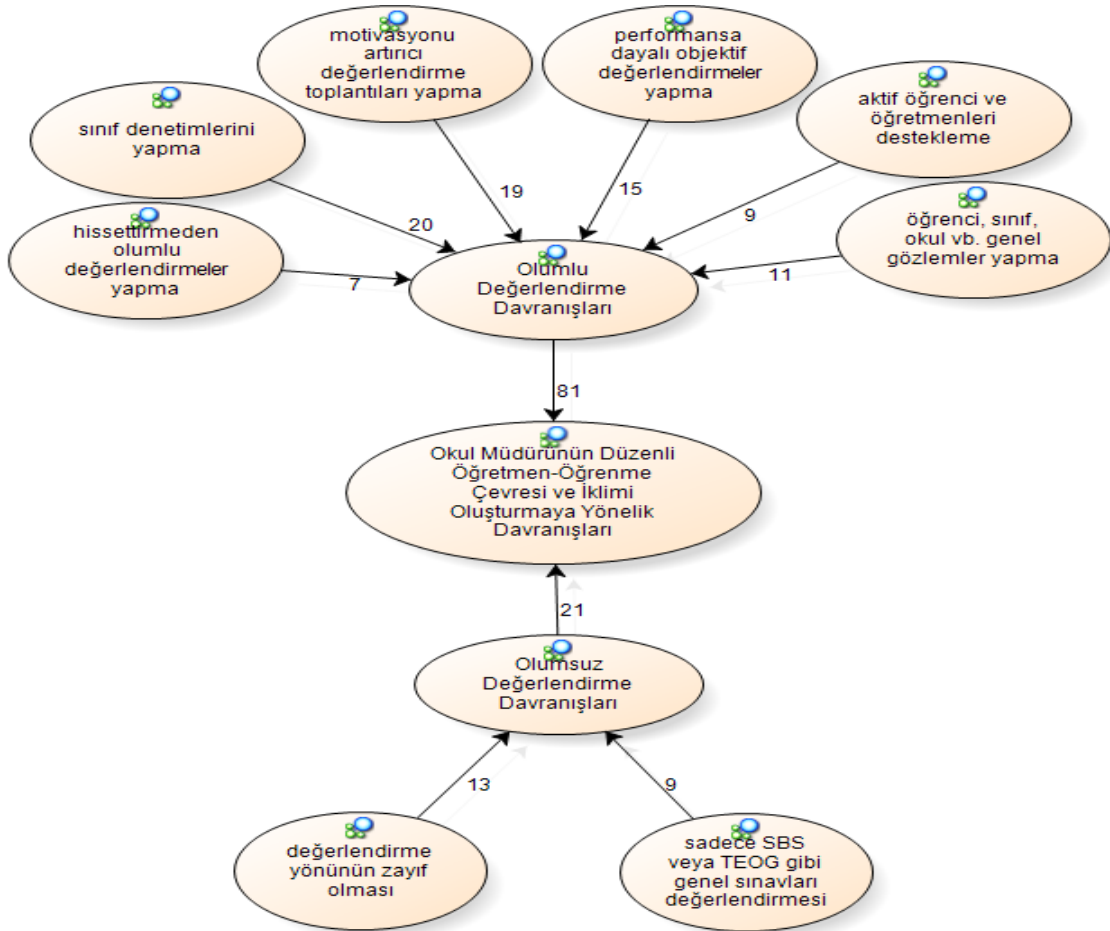 motivasyonu
artırıcı
değerlendirme
toplantıları yapma
performansa
dayalı objektif
değerlendirmeler
yapma
sınıf denetimlerini
yapma
aktif öğrenci ve
öğretmenleri
destekleme
hissettirmeden
olumlu
değerlendirmeler
yapma
öğrenci, sınıf,
okul vb. genel
gözlemler yapma
19
15
20
9
7
11
Olumlu
Değerlendirme
Davranışları
81
Okul Müdürünün Düzenli
Öğretmen-Öğrenme
Çevresi ve İklimi
Oluşturmaya Yönelik
Davranışları
21
Olumsuz
Değerlendirme
Davranışları
13
9
değerlendirme
yönünün zayıf
olması
sadece SBS
veya TEOG gibi
genel sınavları
değerlendirmesi